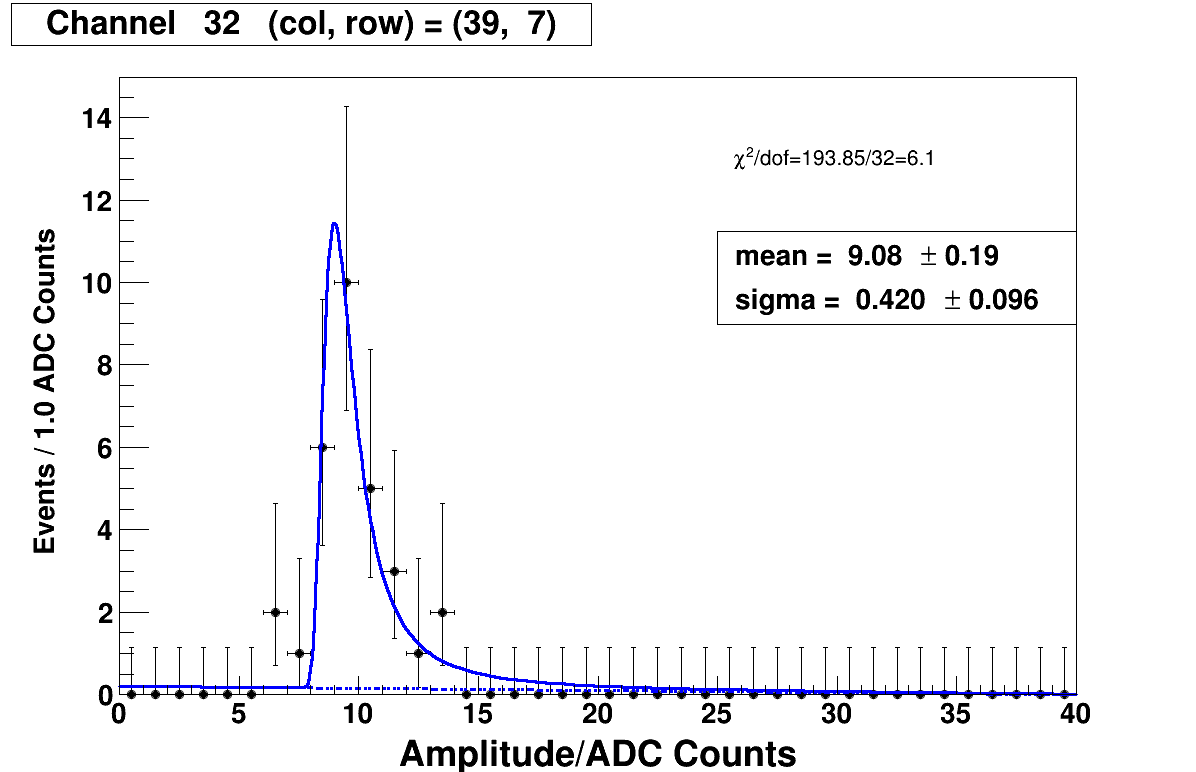 Channel 32 (col, row) = (39, 7)
14
12
10
8
6
4
2
0
Events / 1.0 ADC Counts
χ²/dof=193.85/32=6.1
mean = 9.08 ± 0.19
sigma = 0.420 ± 0.096
0 5 10 15 20 25 30 35 40
Amplitude/ADC Counts